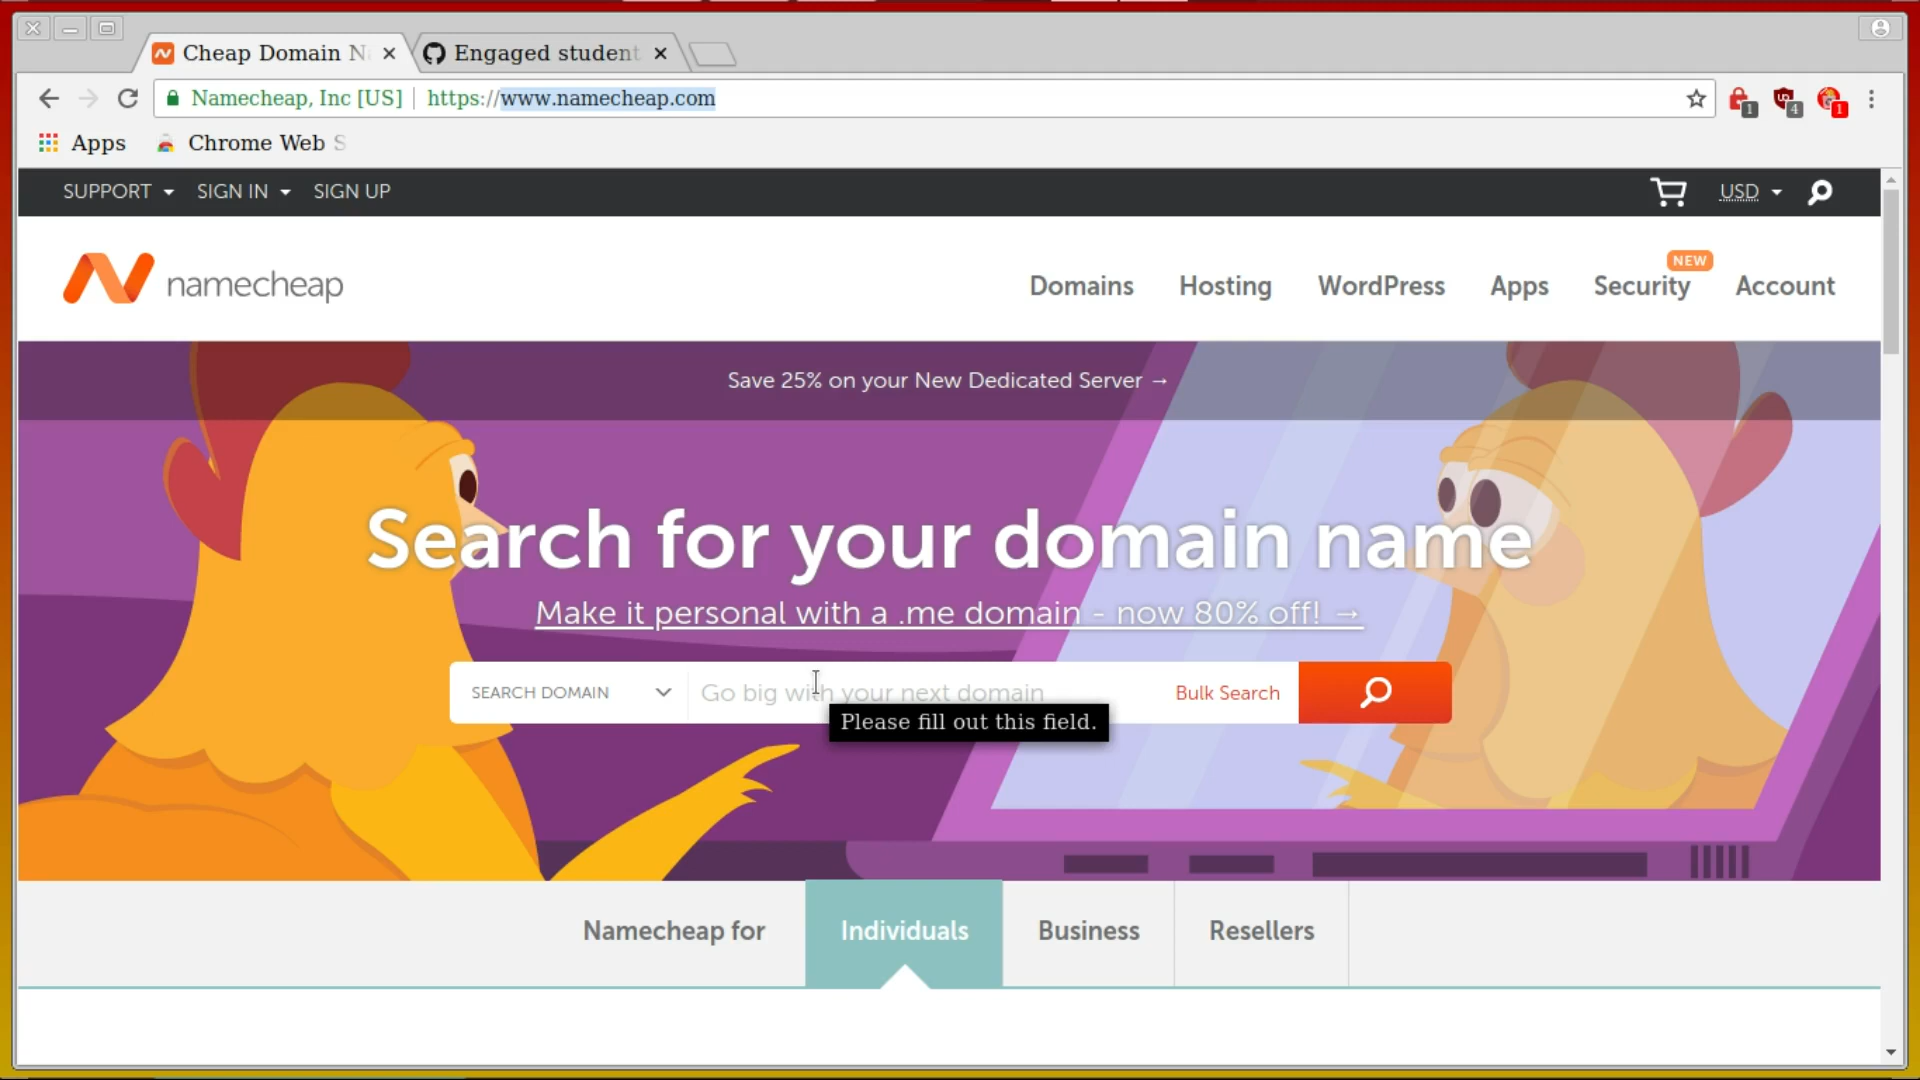 Cheap Domain N
Engaged student
Namecheap, Inc [US]
https://www.namecheap.com
1
4
1
Apps
Chrome Web S
SUPPORT
SIGN IN
SIGN UP
USD
namecheap
Domains
Hosting
WordPress
Apps
Security
NEW
Account
Save 25% on your New Dedicated Server →
Search for your domain name
Make it personal with a .me domain - now 80% off! →
SEARCH DOMAIN
Go big with your next domain
Bulk Search
Please fill out this field.
Namecheap for
Individuals
Business
Resellers